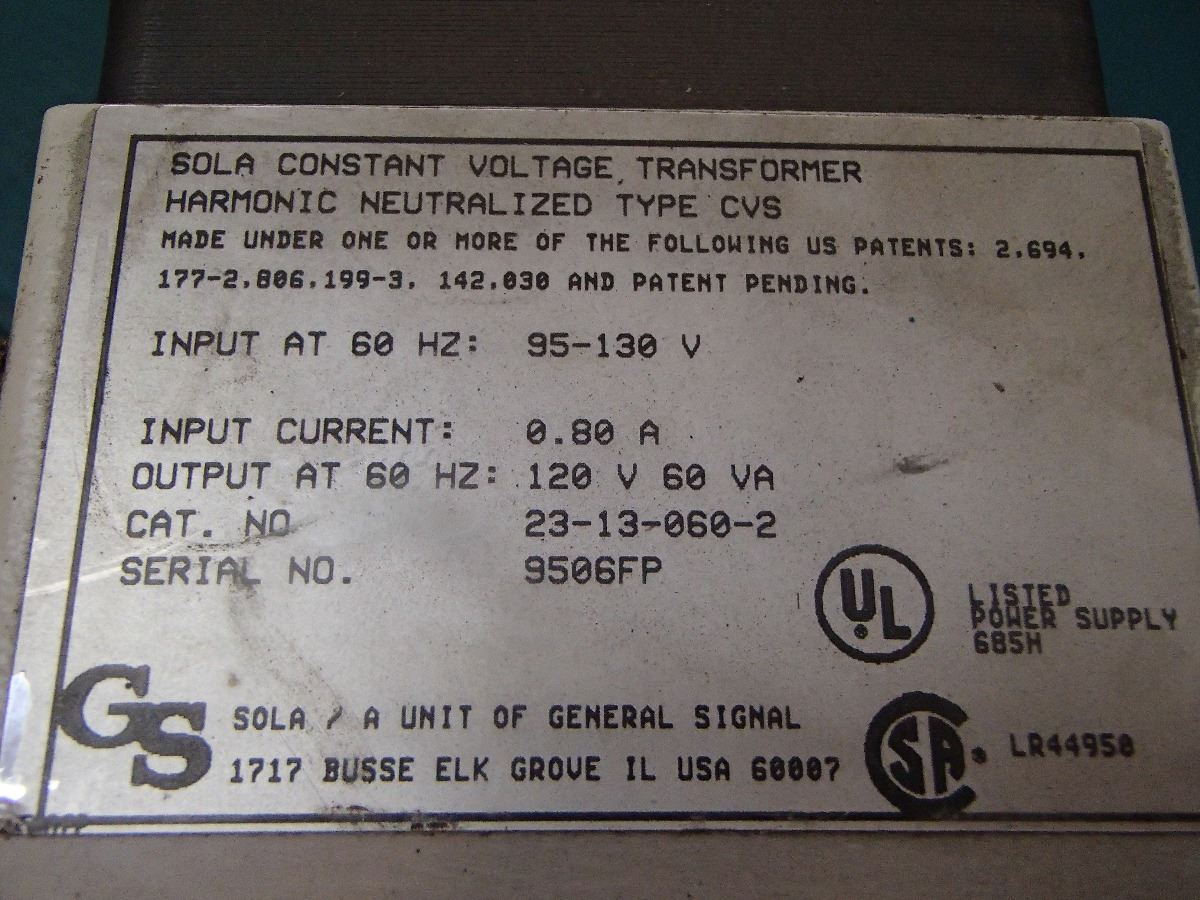 SOLA CONSTANT VOLTAGE TRANSFORMER
HARMONIC NEUTRALIZED TYPE CVS
MADE UNDER ONE OR MORE OF THE FOLLOWING US PATENTS: 2,694,
177-2,806,199-3, 142,030 AND PATENT PENDING.
INPUT AT 60 HZ: 95-130 V
INPUT CURRENT: 0.80 A
OUTPUT AT 60 HZ: 120 V 60 VA
CAT. NO 23-13-060-2
SERIAL NO. 9506FP
UL
LISTED
POWER SUPPLY
685H
GS
SOLA / A UNIT OF GENERAL SIGNAL
1717 BUSSE ELK GROVE IL USA 60007
SA
LR44950